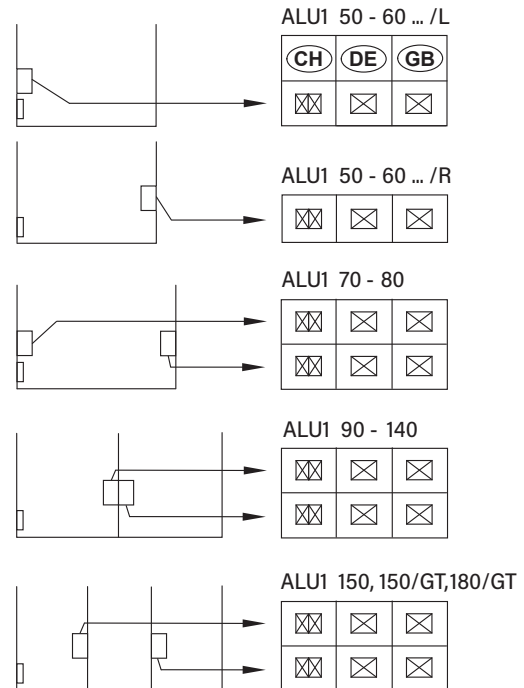 ALU1 50 - 60 ... /L
CH DE GB
ALU1 50 - 60 ... /R
ALU1 70 - 80
ALU1 90 - 140
ALU1 150, 150/GT,180/GT